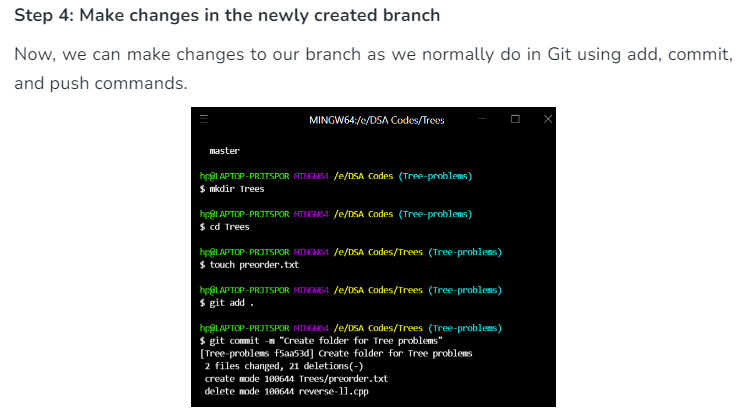 Step 4: Make changes in the newly created branch
Now, we can make changes to our branch as we normally do in Git using add, commit,
and push commands.
MINGW64:/e/DSA Codes/Trees
master
hp@LAPTOP-PRJTSPOR MINGW64 /e/DSA Codes (Tree-problems)
$ mkdir Trees
hp@LAPTOP-PRJTSPOR MINGW64 /e/DSA Codes (Tree-problems)
$ cd Trees
hp@LAPTOP-PRJTSPOR MINGW64 /e/DSA Codes/Trees (Tree-problems)
$ touch preorder.txt
hp@LAPTOP-PRJTSPOR MINGW64 /e/DSA Codes/Trees (Tree-problems)
$ git add .
hp@LAPTOP-PRJTSPOR MINGW64 /e/DSA Codes/Trees (Tree-problems)
$ git commit -m "Create folder for Tree problems"
[Tree-problems f5aa53d] Create folder for Tree problems
2 files changed, 21 deletions(-)
create mode 100644 Trees/preorder.txt
delete mode 100644 reverse-ll.cpp